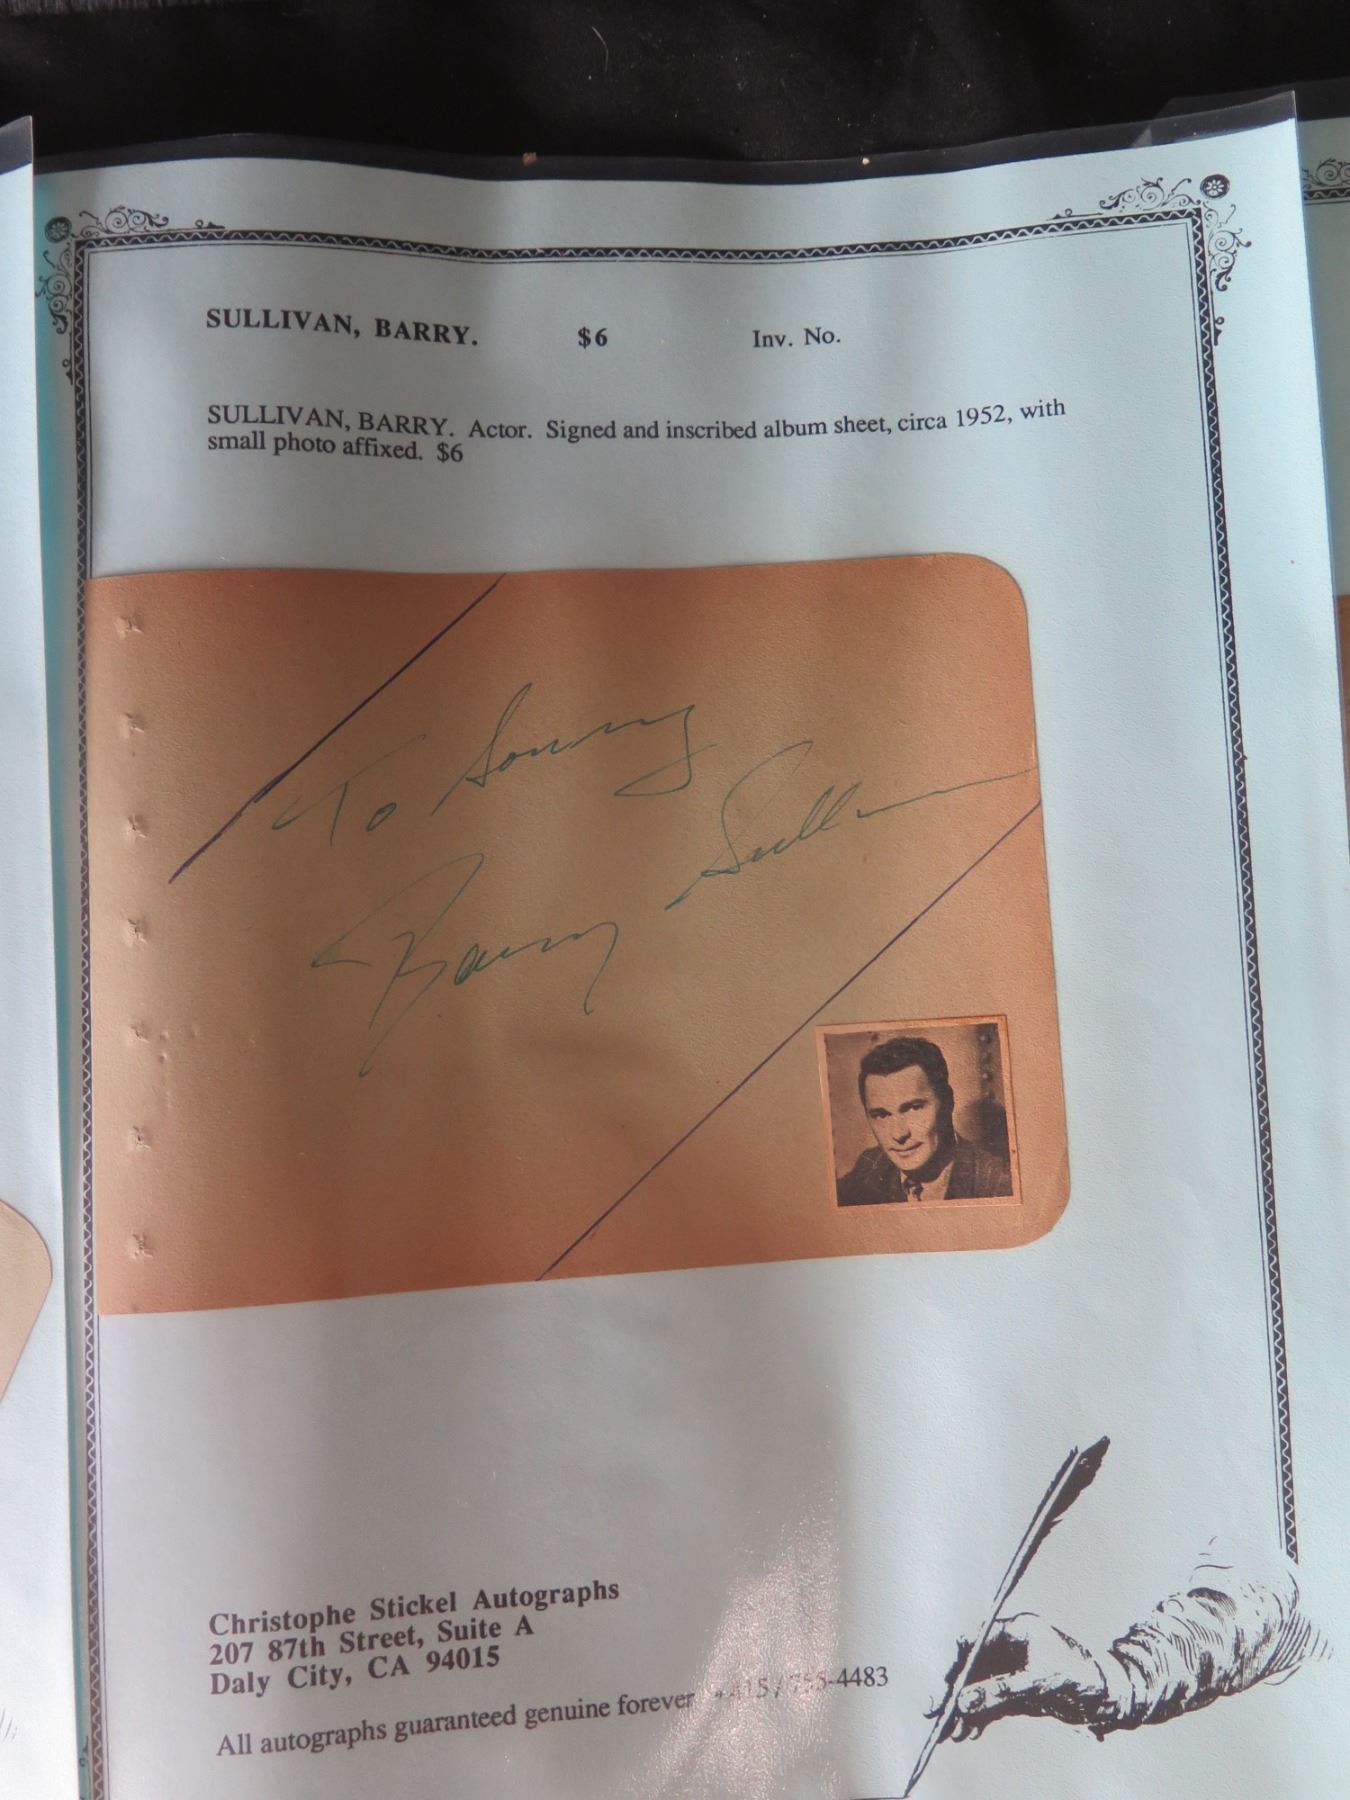 SULLIVAN, BARRY. $6 Inv. No.
SULLIVAN, BARRY. Actor. Signed and inscribed album sheet, circa 1952, with
small photo affixed. $6
To Sonny
Barry Sullivan
Christophe Stickel Autographs
207 87th Street, Suite A
Daly City, CA 94015
All autographs guaranteed genuine forever -4483